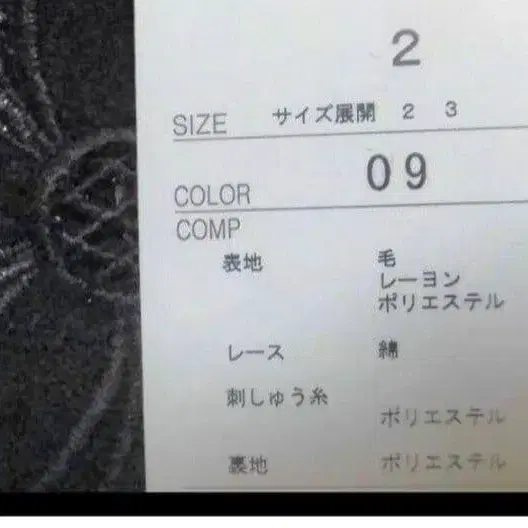 2
SIZE サイズ展開 2 3
09
COLOR
COMP
表地 毛
レーヨン
ポリエステル
レース 綿
刺しゅう糸
ポリエステル
裏地 ポリエステル